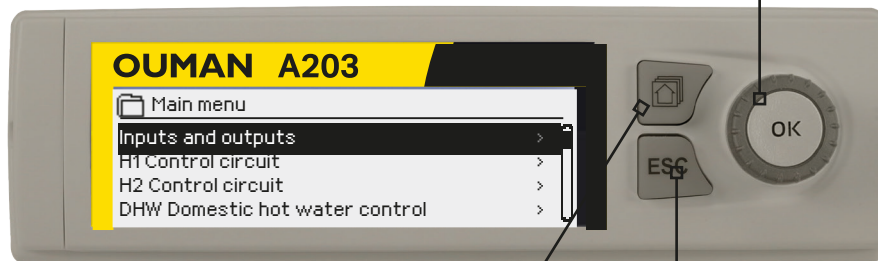 OUMAN A203
Main menu
Inputs and outputs >
H1 Control circuit >
H2 Control circuit >
DHW Domestic hot water control >
ESC
OK